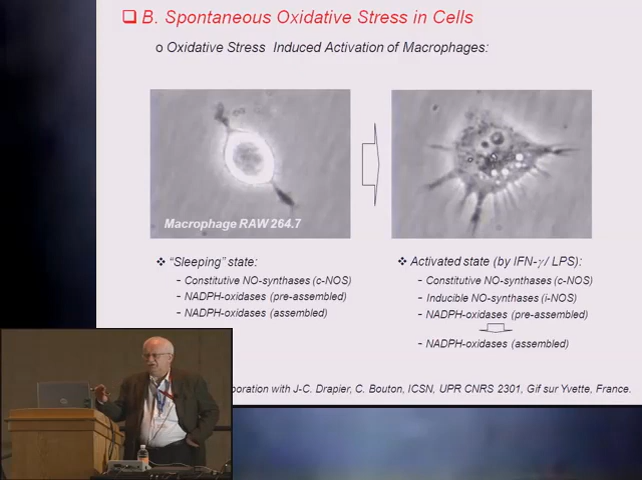 B. Spontaneous Oxidative Stress in Cells
o Oxidative Stress Induced Activation of Macrophages:
Macrophage RAW 264.7
"Sleeping" state:
- Constitutive NO-synthases (c-NOS)
- NADPH-oxidases (pre-assembled)
- NADPH-oxidases (assembled)
Activated state (by IFN-γ/ LPS):
- Constitutive NO-synthases (c-NOS)
- Inducible NO-synthases (i-NOS)
- NADPH-oxidases (pre-assembled)
- NADPH-oxidases (assembled)
with J-C. Drapier, C. Bouton, ICSN, UPR CNRS 2301, Gif sur Yvette, France.